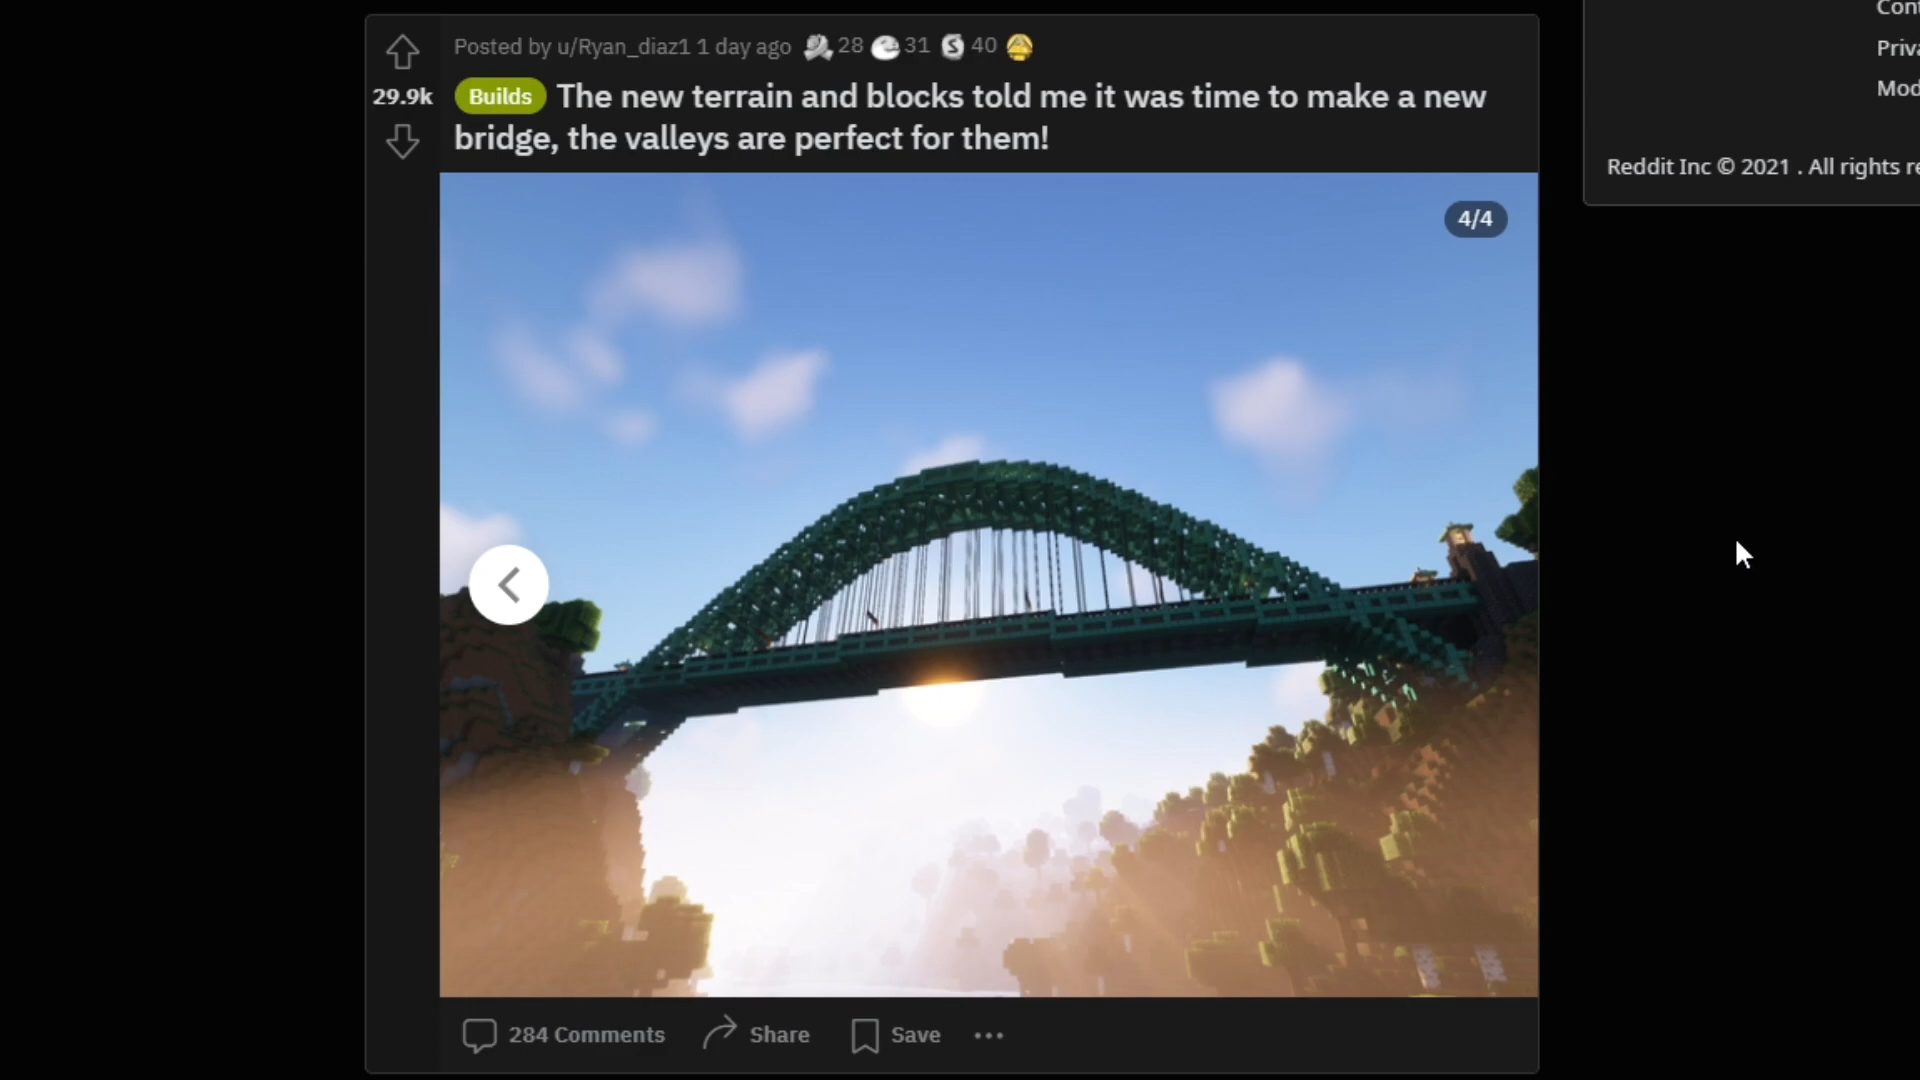 Posted by u/Ryan_diaz1 1 day ago 28 31 S 40
29.9k
Builds The new terrain and blocks told me it was time to make a new
bridge, the valleys are perfect for them!
4/4
284 Comments Share Save
Priva
Mod
Reddit Inc © 2021 . All rights re